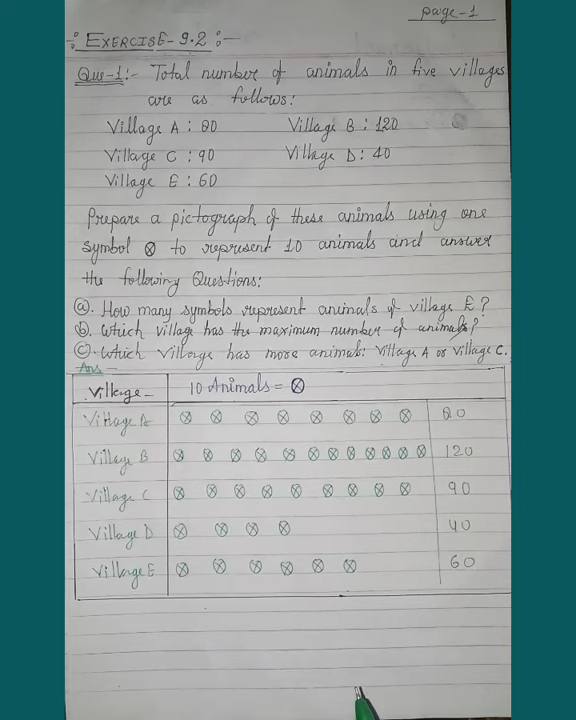 page-1
÷ EXERCISE- 9.2 :-
Que-1:- Total number of animals in five villages
are as follows:
Village A : 80 Village B : 120
Village C : 90 Village D : 40
Village E : 60
Prepare a pictograph of these animals using one
symbol ⊗ to represent 10 animals and answer
the following Questions:
(a). How many symbols represent animals of village E?
(b). Which village has the maximum number of animals?
(c). Which village has more animals: Village A or Village C.
Ans -
Village 10 Animals = ⊗
Village A ⊗ ⊗ ⊗ ⊗ ⊗ ⊗ ⊗ ⊗ 80
Village B ⊗ ⊗ ⊗ ⊗ ⊗ ⊗ ⊗ ⊗ ⊗ ⊗ ⊗ ⊗ 120
Village C ⊗ ⊗ ⊗ ⊗ ⊗ ⊗ ⊗ ⊗ ⊗ 90
Village D ⊗ ⊗ ⊗ ⊗ 40
Village E ⊗ ⊗ ⊗ ⊗ ⊗ ⊗ 60